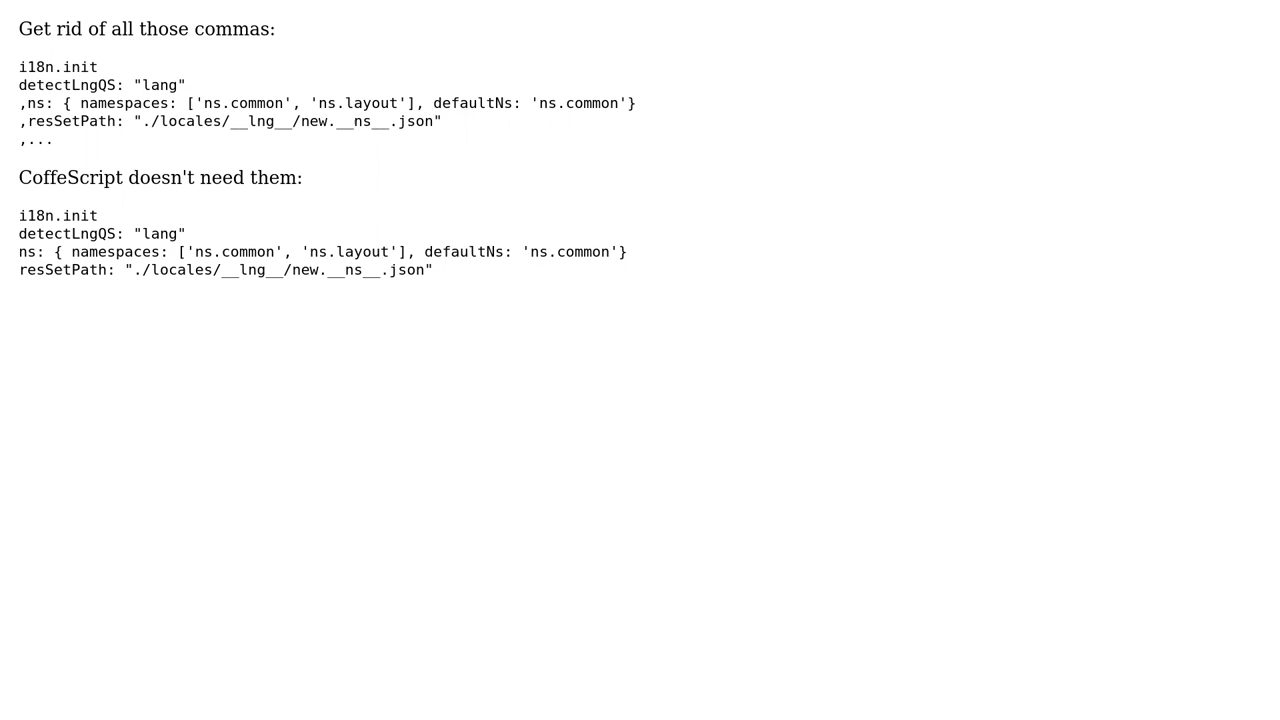 Get rid of all those commas:
i18n.init
detectLngQS: "lang"
,ns: { namespaces: ['ns.common', 'ns.layout'], defaultNs: 'ns.common'}
,resSetPath: "./locales/__lng__/new.__ns__.json"
,...
CoffeScript doesn't need them:
i18n.init
detectLngQS: "lang"
ns: { namespaces: ['ns.common', 'ns.layout'], defaultNs: 'ns.common'}
resSetPath: "./locales/__lng__/new.__ns__.json"